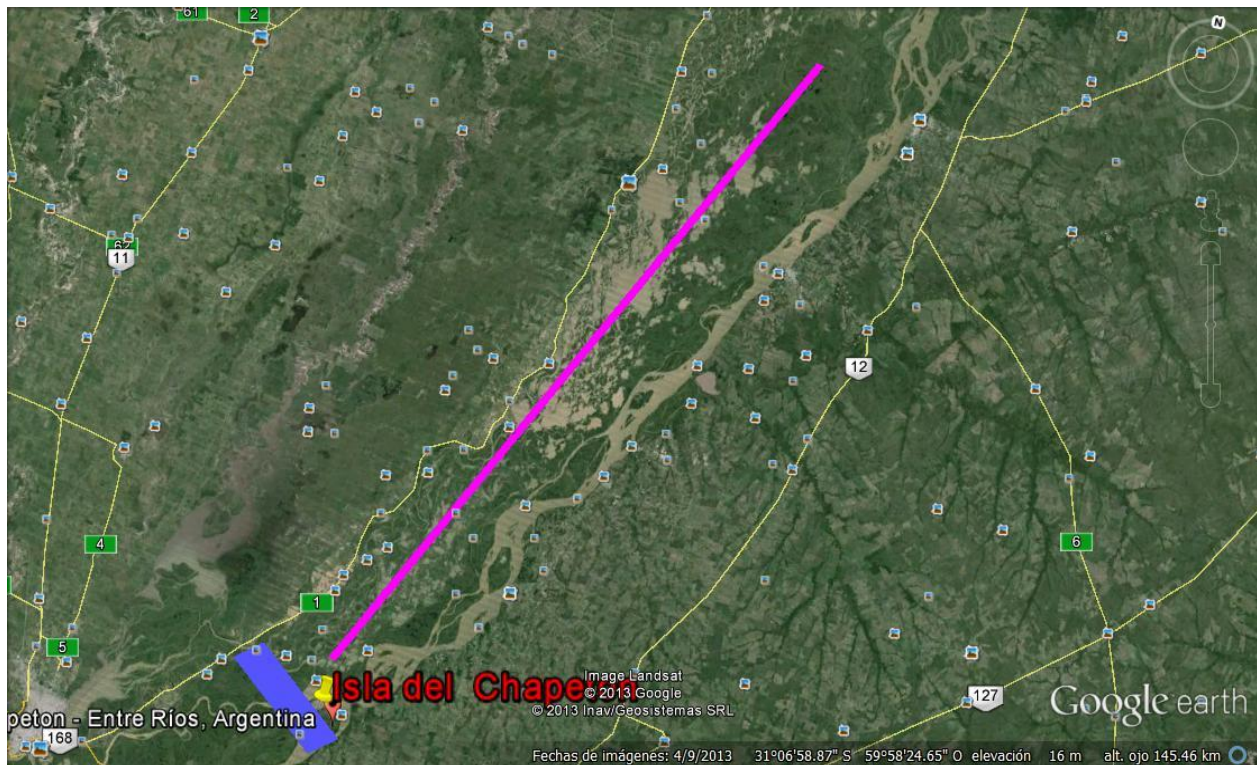 61
2
N
62
11
12
4
6
1
5
Isla del Chapeton
Image Landsat
© 2013 Google
© 2013 Inav/Geosistemas SRL
127
Google earth
peton - Entre Ríos, Argentina
168
Fechas de imágenes: 4/9/2013 31°06'58.87" S 59°58'24.65" O elevación 16 m alt. ojo 145.46 km